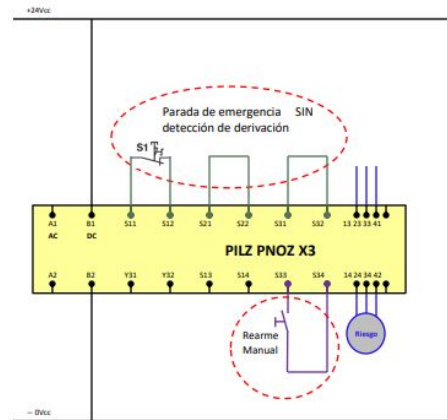 +24Vcc
Parada de emergencia SIN
detección de derivación
S1
A1 B1 S11 S12 S21 S22 S31 S32 13 23 33 41
AC DC
PILZ PNOZ X3
A2 B2 Y31 Y32 S13 S14 S33 S34 14 24 34 42
Rearme
Manual
Riesgo
– 0Vcc